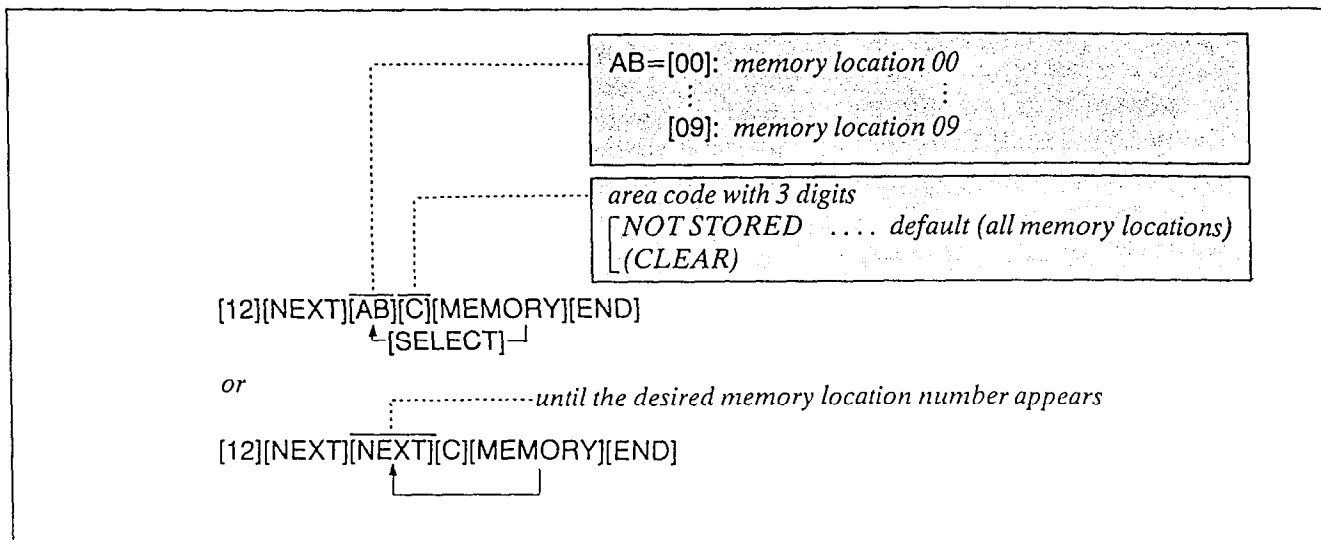 AB=[00]: memory location 00
⋮ ⋮
[09]: memory location 09
area code with 3 digits
NOT STORED .... default (all memory locations)
(CLEAR)
[12][NEXT][AB][C][MEMORY][END]
[SELECT]
or
until the desired memory location number appears
[12][NEXT][NEXT][C][MEMORY][END]